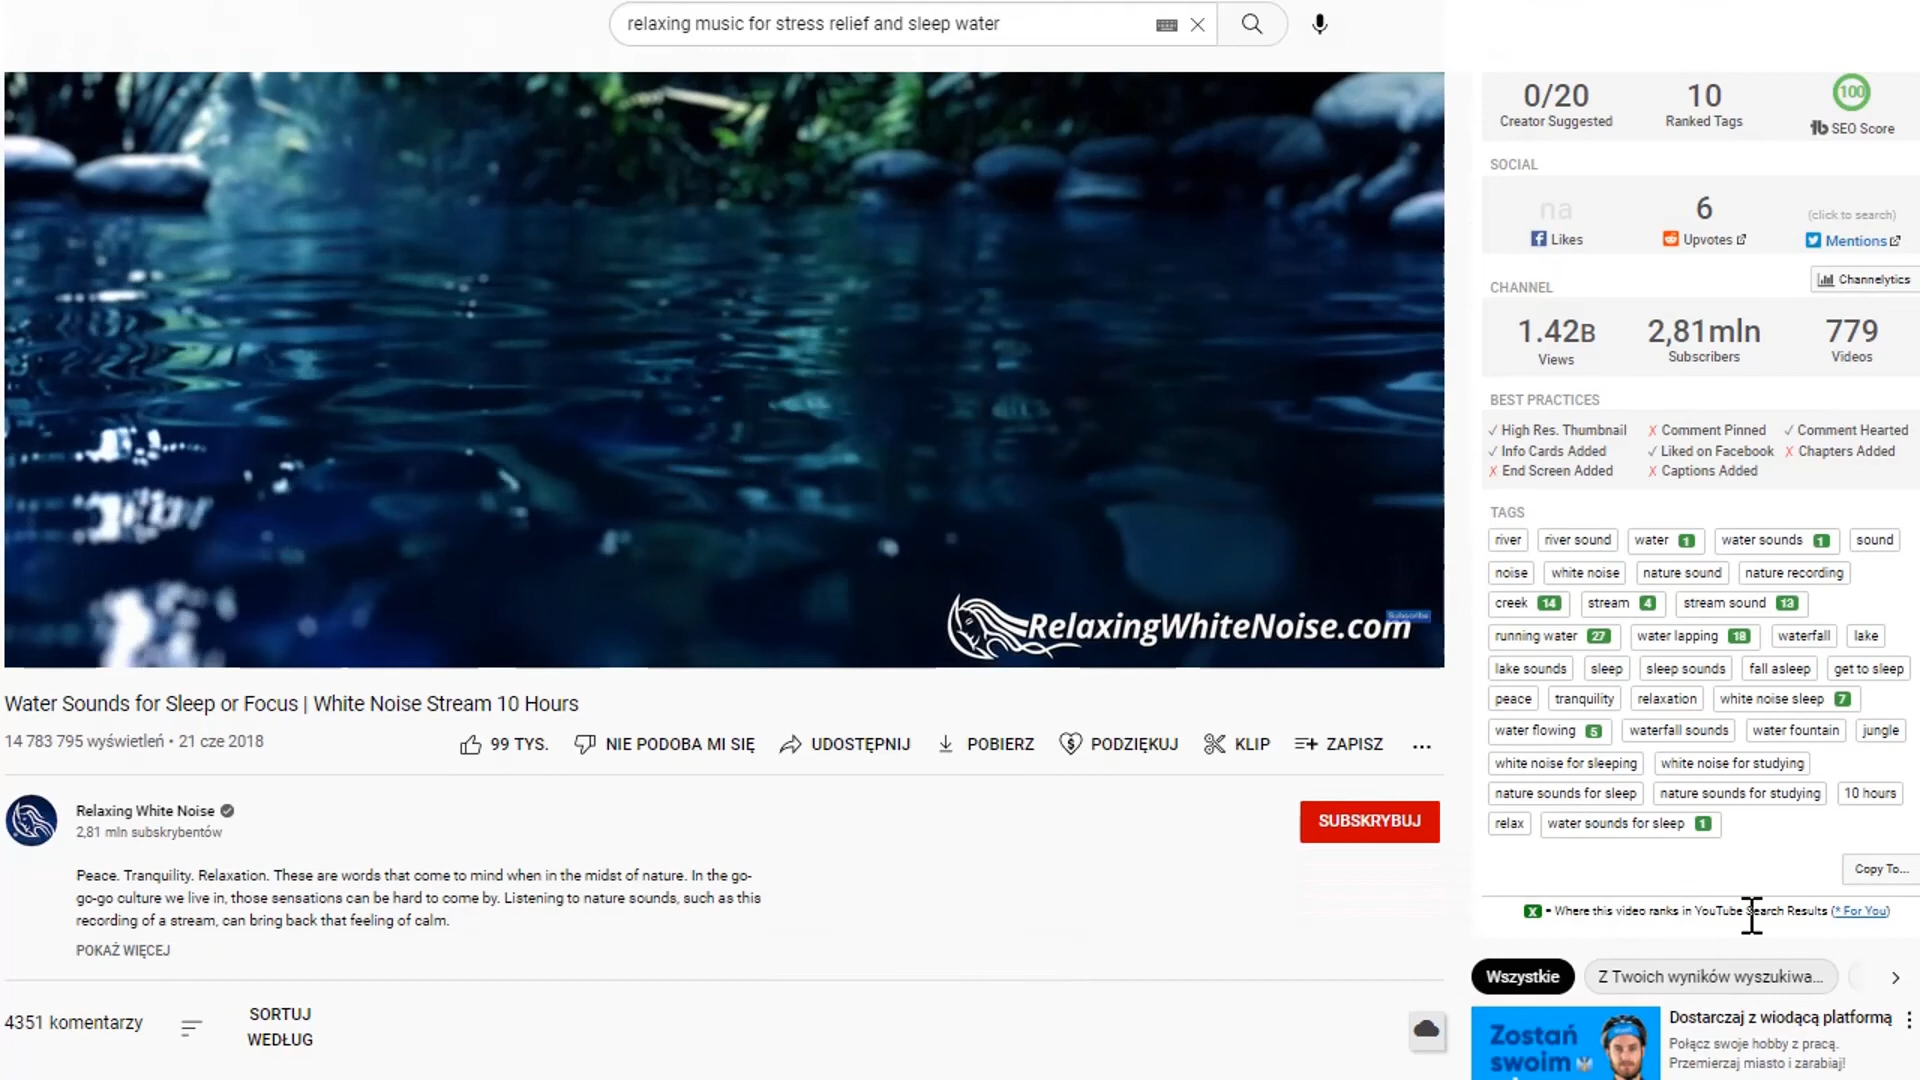 relaxing music for stress relief and sleep water
RelaxingWhiteNoise.com
Subscribe
Water Sounds for Sleep or Focus | White Noise Stream 10 Hours
14 783 795 wyświetleń • 21 cze 2018
99 TYS. NIE PODOBA MI SIĘ UDOSTĘPNIJ POBIERZ PODZIĘKUJ KLIP ZAPISZ ...
Relaxing White Noise
2,81 mln subskrybentów
SUBSKRYBUJ
Peace. Tranquility. Relaxation. These are words that come to mind when in the midst of nature. In the go-
go-go culture we live in, those sensations can be hard to come by. Listening to nature sounds, such as this
recording of a stream, can bring back that feeling of calm.
POKAŻ WIĘCEJ
4351 komentarzy
SORTUJ
WEDŁUG
0/20 10 100
Creator Suggested Ranked Tags tb SEO Score
SOCIAL
na 6 (click to search)
Likes Upvotes Mentions
CHANNEL Channelytics
1.42B 2,81mln 779
Views Subscribers Videos
BEST PRACTICES
✓ High Res. Thumbnail ✗ Comment Pinned ✓ Comment Hearted
✓ Info Cards Added ✓ Liked on Facebook ✗ Chapters Added
✗ End Screen Added ✗ Captions Added
TAGS
river river sound water 1 water sounds 1 sound
noise white noise nature sound nature recording
creek 14 stream 4 stream sound 13
running water 27 water lapping 18 waterfall lake
lake sounds sleep sleep sounds fall asleep get to sleep
peace tranquility relaxation white noise sleep 7
water flowing 5 waterfall sounds water fountain jungle
white noise for sleeping white noise for studying
nature sounds for sleep nature sounds for studying 10 hours
relax water sounds for sleep 1
Copy To...
X - Where this video ranks in YouTube Search Results (* For You)
Wszystkie Z Twoich wyników wyszukiwa...
Zostań
swoim
Dostarczaj z wiodącą platformą
Połącz swoje hobby z pracą.
Przemierzaj miasto i zarabiaj!